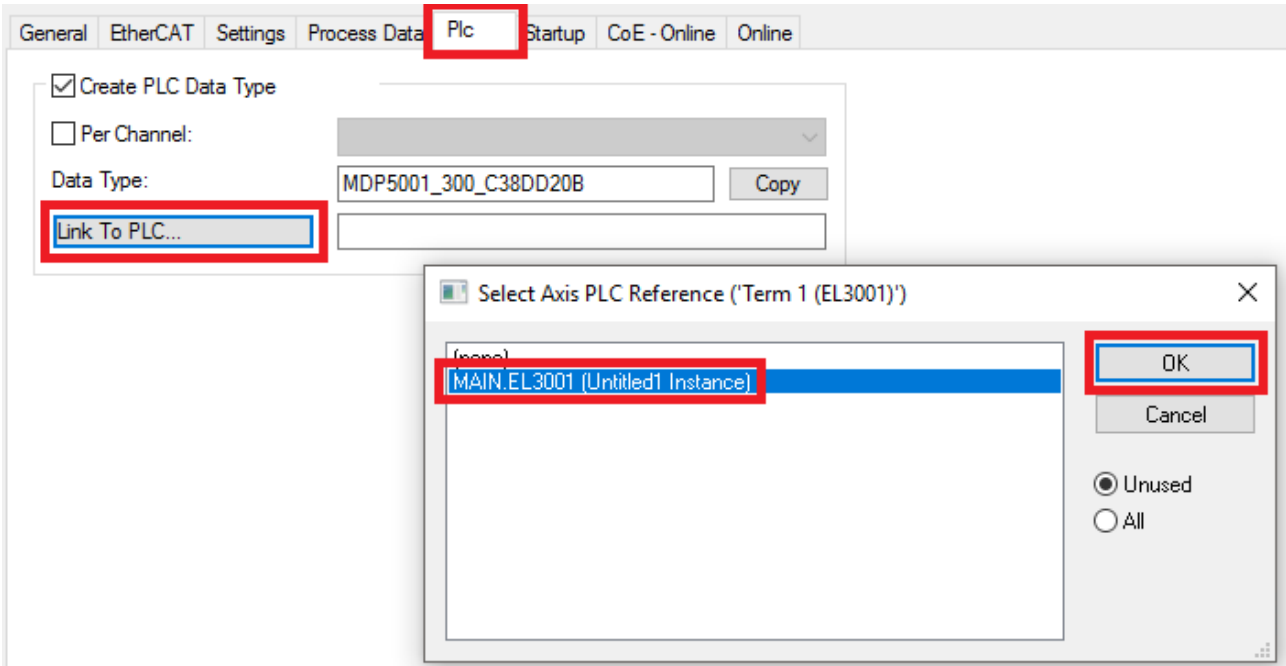 General EtherCAT Settings Process Data Plc Startup CoE - Online Online
Create PLC Data Type
Per Channel:
Data Type: MDP5001_300_C38DD20B Copy
Link To PLC...
Select Axis PLC Reference ('Term 1 (EL3001)')
(none)
MAIN.EL3001 (Untitled1 Instance)
OK
Cancel
Unused
All